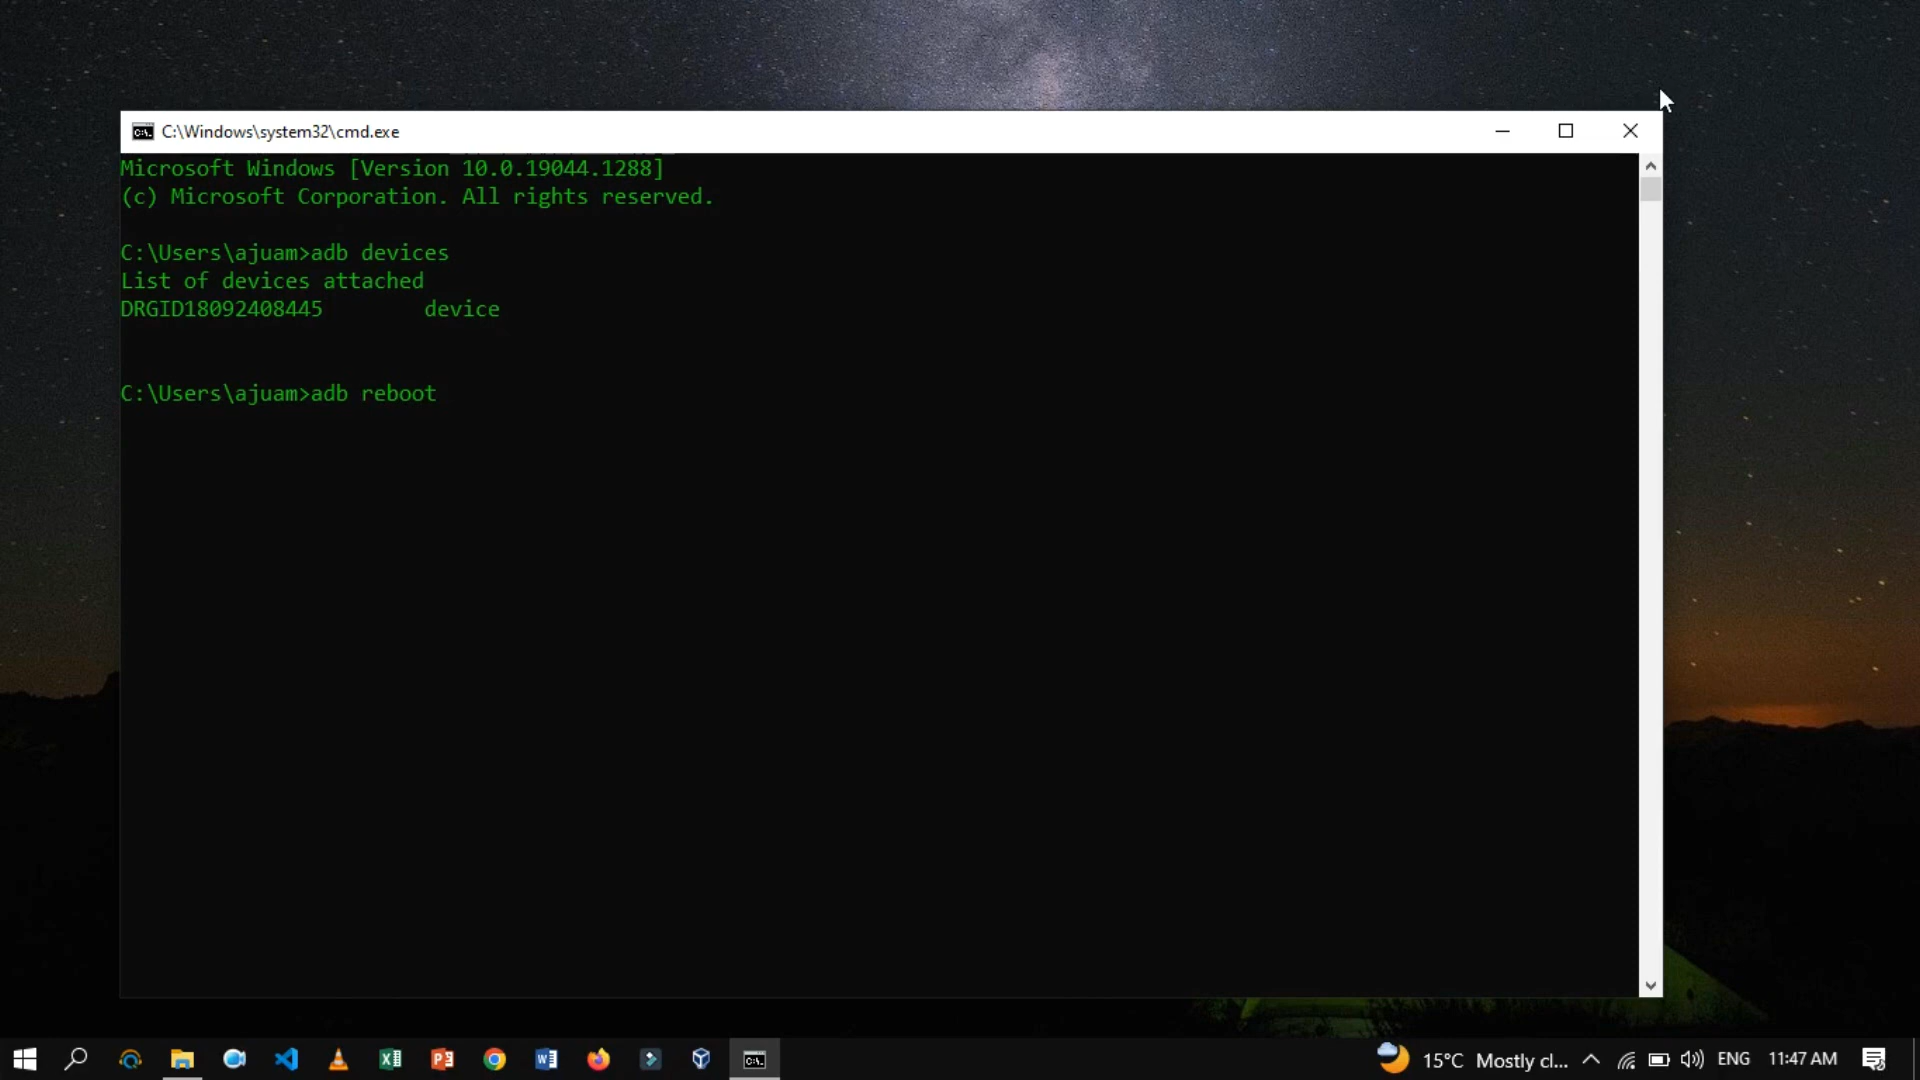 C:\Windows\system32\cmd.exe
Microsoft Windows [Version 10.0.19044.1288]
(c) Microsoft Corporation. All rights reserved.
C:\Users\ajuam>adb devices
List of devices attached
DRGID18092408445 device
C:\Users\ajuam>adb reboot
15°C Mostly cl... ENG 11:47 AM